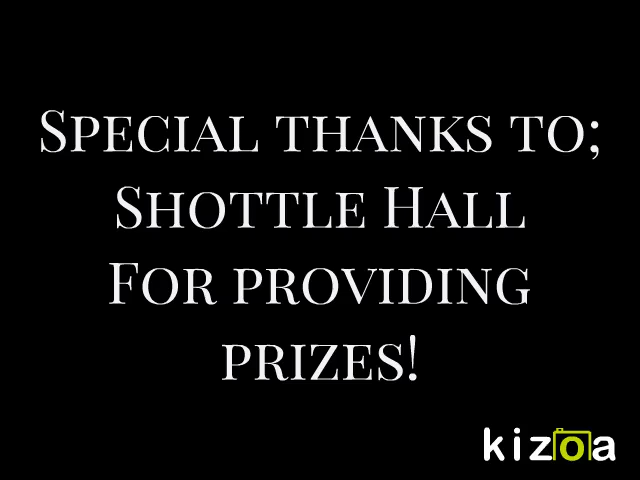 Special thanks to;
Shottle Hall
For providing
prizes!
kizoa